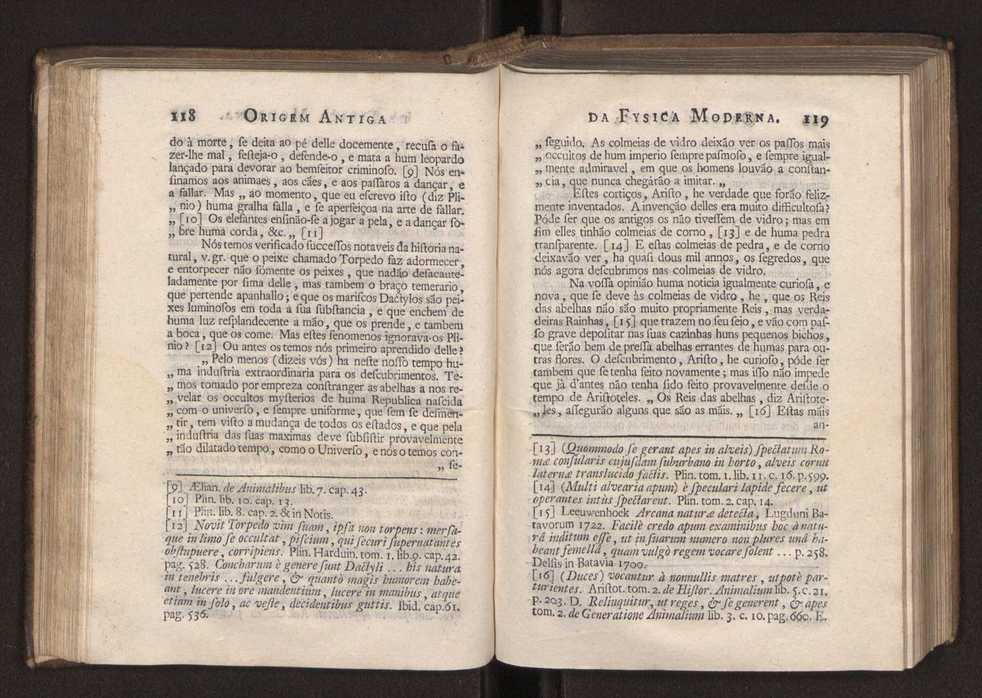 118 ORIGEM ANTIGA
do à morte, ſe deita ao pé delle docemente, recuſa o fa-
zer-lhe mal, feſteja-o, defende-o, e mata a hum leopardo
lançado para devorar ao bemfeitor criminoſo. [9] Nós en-
ſinamos aos animaes, aos cães, e aos paſſaros a dançar, e
a fallar. Mas „ ao momento, que eu eſcrevo iſto (diz Pli-
„ nio) huma gralha falla, e ſe aperfeiçoa na arte de fallar.
„ [10] Os elefantes enſinão-ſe a jogar a pela, e a dançar ſo-
„ bre huma corda, &c. „ [11]
Nós temos verificado ſucceſſos notaveis da hiſtoria na-
tural, v. gr. que o peixe chamado Torpedo faz adormecer,
e entorpecer não ſómente os peixes, que nadão deſacaute-
ladamente por ſima delle, mas tambem o braço temerario,
que pertende apanhallo; e que os mariſcos Dactylos são pei-
xes luminoſos em toda a ſua ſubſtancia, e que enchem de
huma luz reſplandecente a mão, que os prende, e tambem
a boca, que os come. Mas eſtes fenomenos ignorava-os Pli-
nio? [12] Ou antes os temos nós primeiro aprendido delle?
„ Pelo menos (dizeis vós) ha neſte noſſo tempo hu-
„ ma induſtria extraordinaria para os deſcubrimentos. Te-
„ mos tomado por empreza conſtranger as abelhas a nos re-
„ velar os occultos myſterios de huma Republica naſcida
„ com o univerſo, e ſempre uniforme, que ſem ſe deſmen-
„ tir, tem viſto a mudança de todos os eſtados, e que pela
„ induſtria das ſuas maximas deve ſubſiſtir provavelmente
„ tão dilatado tempo, como o Univerſo, e nós o temos con-
„ ſe-
[9] Ælian. de Animalibus lib. 7. cap. 43.
[10] Plin. lib. 10. cap. 13.
[11] Plin. lib. 8. cap. 2. & in Notis.
[12] Novit Torpedo vim ſuam, ipſa non torpens: merſa-
que in limo ſe occultat, piſcium, qui ſecuri ſupernatantes
obſtupuere, corripiens. Plin. Harduin. tom. 1. lib. 9. cap. 42.
pag. 528. Concharum è genere ſunt Dactyli ... his natura
in tenebris ... fulgere, & quantò magis humorem habe-
ant, lucere in ore mandentium, lucere in manibus, atque
etiam in ſolo, ac veſte, decidentibus guttis. Ibid. cap. 61.
pag. 536.
DA FYSICA MODERNA. 119
„ ſeguido. As colmeias de vidro deixão ver os paſſos mais
„ occultos de hum imperio ſempre paſmoſo, e ſempre igual-
„ mente admiravel, em que os homens louvão a conſtan-
„ cia, que nunca chegárão a imitar. „
Eſtes cortiços, Ariſto, he verdade que forão feliz-
mente inventados. A invenção delles era muito difficultoſa?
Póde ſer que os antigos os não tiveſſem de vidro; mas em
fim elles tinhão colmeias de corno, [13] e de huma pedra
tranſparente. [14] E eſtas colmeias de pedra, e de corno
deixavão ver, ha quaſi dous mil annos, os ſegredos, que
nós agora deſcubrimos nas colmeias de vidro.
Na voſſa opinião huma noticia igualmente curioſa, e
nova, que ſe deve às colmeias de vidro, he, que os Reis
das abelhas não são muito propriamente Reis, mas verda-
deiras Rainhas, [15] que trazem no ſeu ſeio, e vão com paſ-
ſo grave depoſitar nas ſuas cazinhas huns pequenos bichos,
que ſerão bem de preſſa abelhas errantes de humas para ou-
tras flores. O deſcubrimento, Ariſto, he curioſo, póde ſer
tambem que ſe tenha feito novamente; mas iſſo não impede
que já d'antes não tenha ſido feito provavelmente deſde o
tempo de Ariſtoteles. „ Os Reis das abelhas, diz Ariſtote-
„ les, aſſegurão alguns que são as mãis. „ [16] Eſtas mãis
an-
[13] (Quommodo ſe gerant apes in alveis) ſpectatum Ro-
mæ conſularis cujuſdam ſuburbano in horto, alveis cornu
laternæ translucido factis. Plin. tom. 1. lib. 11. c. 16. p. 599.
[14] (Multi alvearia apum) è ſpeculari lapide fecere, ut
operantes intùs ſpectarent. Plin. tom. 2. cap. 14.
[15] Leeuwenhoek Arcana naturæ detecta, Lugduni Ba-
tavorum 1722. Facilè credo apum examinibus hoc à natu-
rá inditum eſſe, ut in ſuarum numero non plures uná ha-
beant femellá, quam vulgò regem vocare ſolent ... p. 258.
Delfis in Batavia 1700.
[16] (Duces) vocantur à nonnullis matres, utpotè par-
turientes. Ariſtot. tom. 2. de Hiſtor. Animalium lib. 5. c. 21.
p. 203. D. Relinquitur, ut reges, & ſe generent, & apes
tom. 2. de Generatione Animalium lib. 3. c. 10. pag. 660. E.